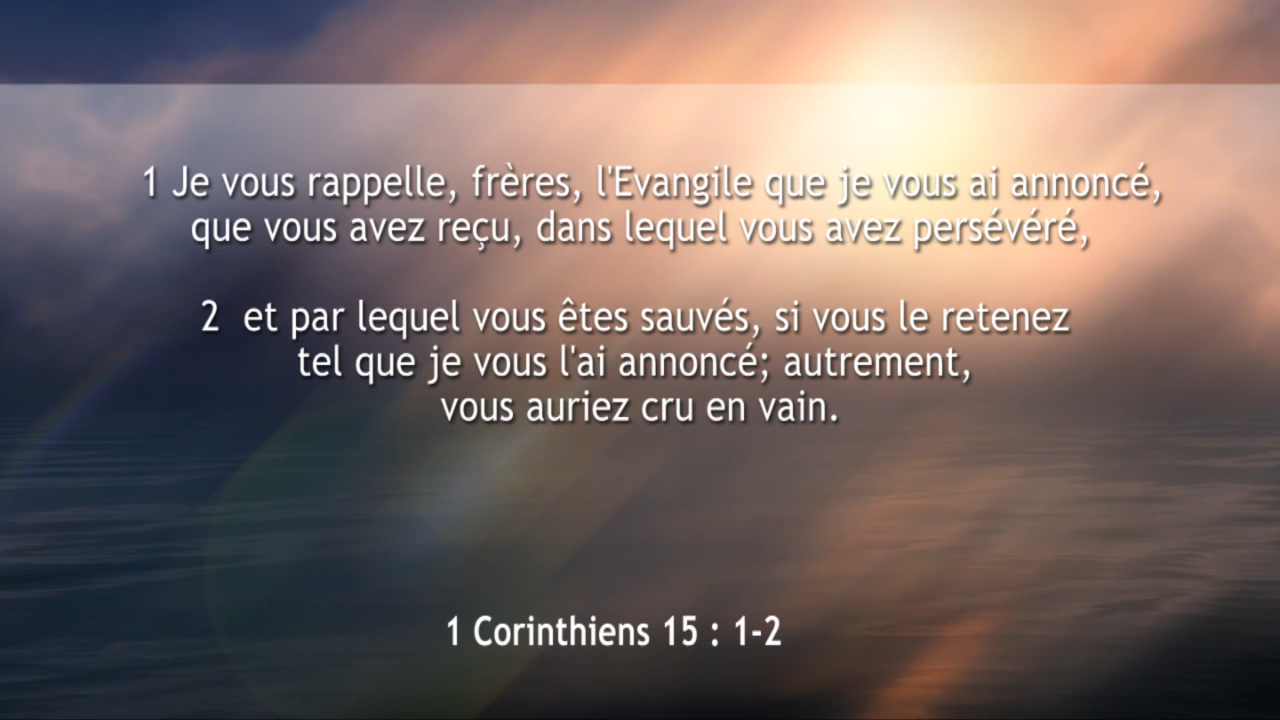 1 Je vous rappelle, frères, l'Evangile que je vous ai annoncé,
que vous avez reçu, dans lequel vous avez persévéré,
2 et par lequel vous êtes sauvés, si vous le retenez
tel que je vous l'ai annoncé; autrement,
vous auriez cru en vain.
1 Corinthiens 15 : 1-2